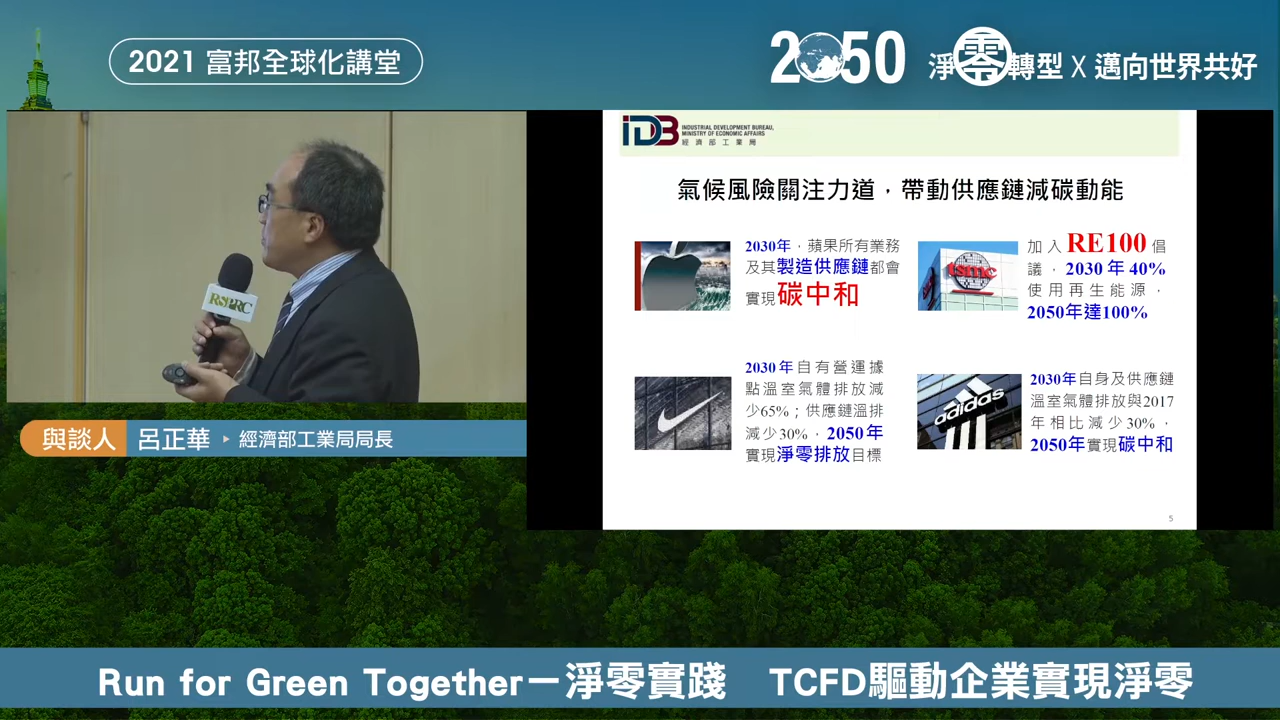 2021 富邦全球化講堂
2050 淨零轉型 X 邁向世界共好
RSPRC
與談人 呂正華 ▸ 經濟部工業局局長
IDB INDUSTRIAL DEVELOPMENT BUREAU,
MINISTRY OF ECONOMIC AFFAIRS
經濟部工業局
氣候風險關注力道，帶動供應鏈減碳動能
2030年，蘋果所有業務
及其製造供應鏈都會
實現碳中和
tsmc
加入RE100倡
議，2030年40%
使用再生能源，
2050年達100%
2030年自有營運據
點溫室氣體排放減
少65%；供應鏈溫排
減少30%，2050年
實現淨零排放目標
adidas
2030年自身及供應鏈
溫室氣體排放與2017
年相比減少30%，
2050年實現碳中和
5
Run for Green Together－淨零實踐 TCFD驅動企業實現淨零